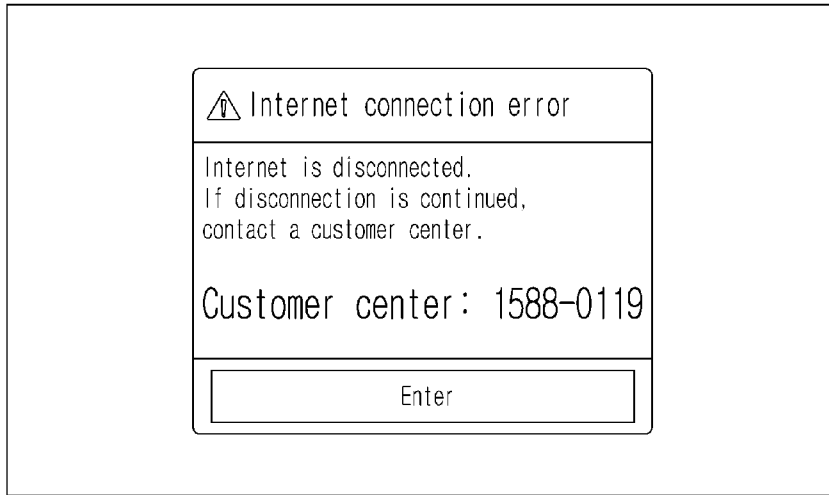 Internet connection error
Internet is disconnected.
If disconnection is continued,
contact a customer center.
Customer center: 1588-0119
Enter